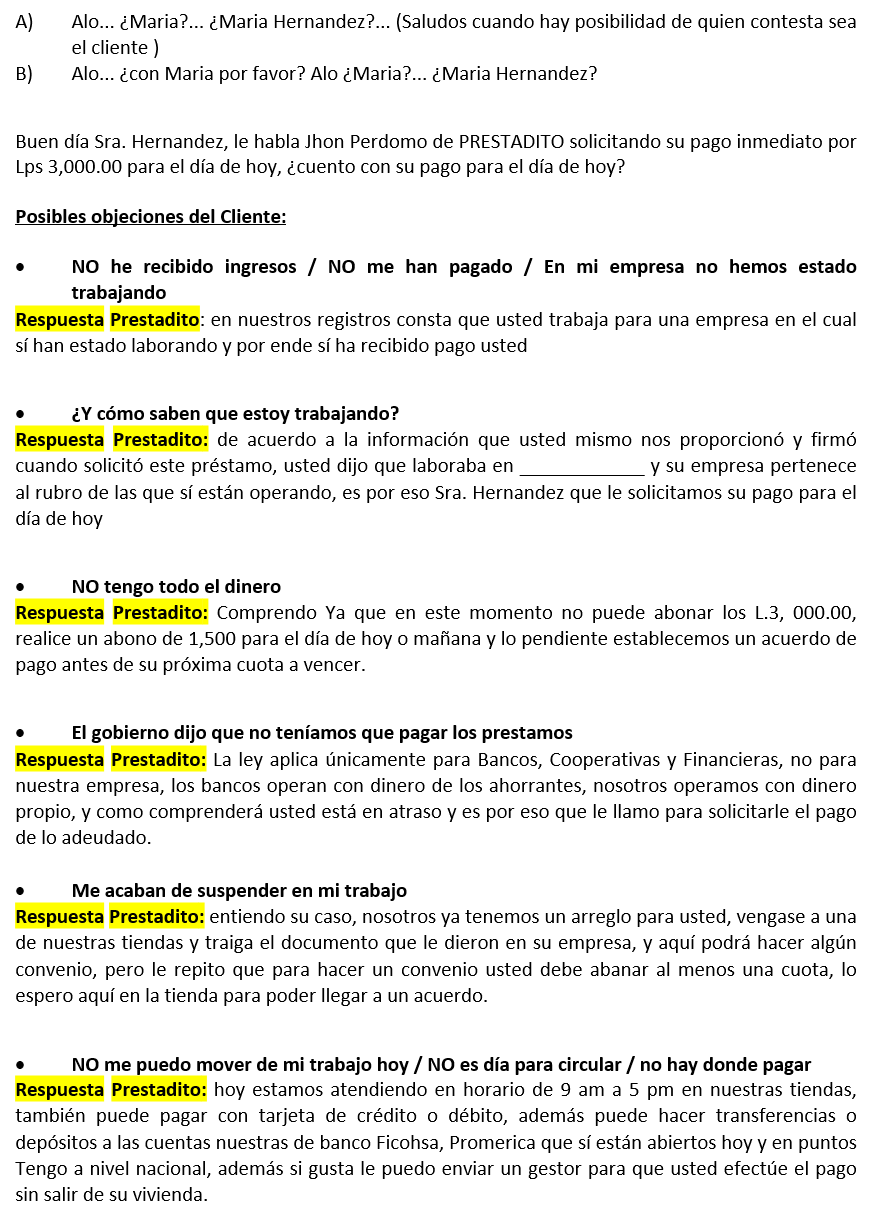 A) Alo... ¿Maria?... ¿Maria Hernandez?... (Saludos cuando hay posibilidad de quien contesta sea
el cliente )
B) Alo... ¿con Maria por favor? Alo ¿Maria?... ¿Maria Hernandez?
Buen día Sra. Hernandez, le habla Jhon Perdomo de PRESTADITO solicitando su pago inmediato por
Lps 3,000.00 para el día de hoy, ¿cuento con su pago para el día de hoy?
Posibles objeciones del Cliente:
• NO he recibido ingresos / NO me han pagado / En mi empresa no hemos estado
trabajando
Respuesta Prestadito: en nuestros registros consta que usted trabaja para una empresa en el cual
sí han estado laborando y por ende sí ha recibido pago usted
• ¿Y cómo saben que estoy trabajando?
Respuesta Prestadito: de acuerdo a la información que usted mismo nos proporcionó y firmó
cuando solicitó este préstamo, usted dijo que laboraba en _____________ y su empresa pertenece
al rubro de las que sí están operando, es por eso Sra. Hernandez que le solicitamos su pago para el
día de hoy
• NO tengo todo el dinero
Respuesta Prestadito: Comprendo Ya que en este momento no puede abonar los L.3, 000.00,
realice un abono de 1,500 para el día de hoy o mañana y lo pendiente establecemos un acuerdo de
pago antes de su próxima cuota a vencer.
• El gobierno dijo que no teníamos que pagar los prestamos
Respuesta Prestadito: La ley aplica únicamente para Bancos, Cooperativas y Financieras, no para
nuestra empresa, los bancos operan con dinero de los ahorrantes, nosotros operamos con dinero
propio, y como comprenderá usted está en atraso y es por eso que le llamo para solicitarle el pago
de lo adeudado.
• Me acaban de suspender en mi trabajo
Respuesta Prestadito: entiendo su caso, nosotros ya tenemos un arreglo para usted, vengase a una
de nuestras tiendas y traiga el documento que le dieron en su empresa, y aquí podrá hacer algún
convenio, pero le repito que para hacer un convenio usted debe abanar al menos una cuota, lo
espero aquí en la tienda para poder llegar a un acuerdo.
• NO me puedo mover de mi trabajo hoy / NO es día para circular / no hay donde pagar
Respuesta Prestadito: hoy estamos atendiendo en horario de 9 am a 5 pm en nuestras tiendas,
también puede pagar con tarjeta de crédito o débito, además puede hacer transferencias o
depósitos a las cuentas nuestras de banco Ficohsa, Promerica que sí están abiertos hoy y en puntos
Tengo a nivel nacional, además si gusta le puedo enviar un gestor para que usted efectúe el pago
sin salir de su vivienda.